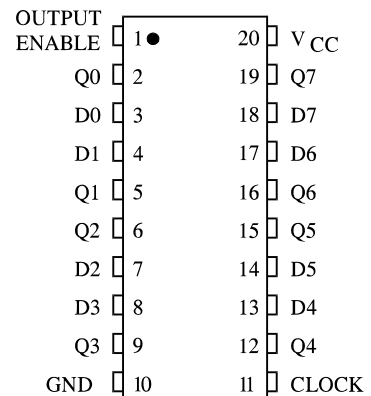 OUTPUT
ENABLE 1 20 V CC
Q0 2 19 Q7
D0 3 18 D7
D1 4 17 D6
Q1 5 16 Q6
Q2 6 15 Q5
D2 7 14 D5
D3 8 13 D4
Q3 9 12 Q4
GND 10 11 CLOCK